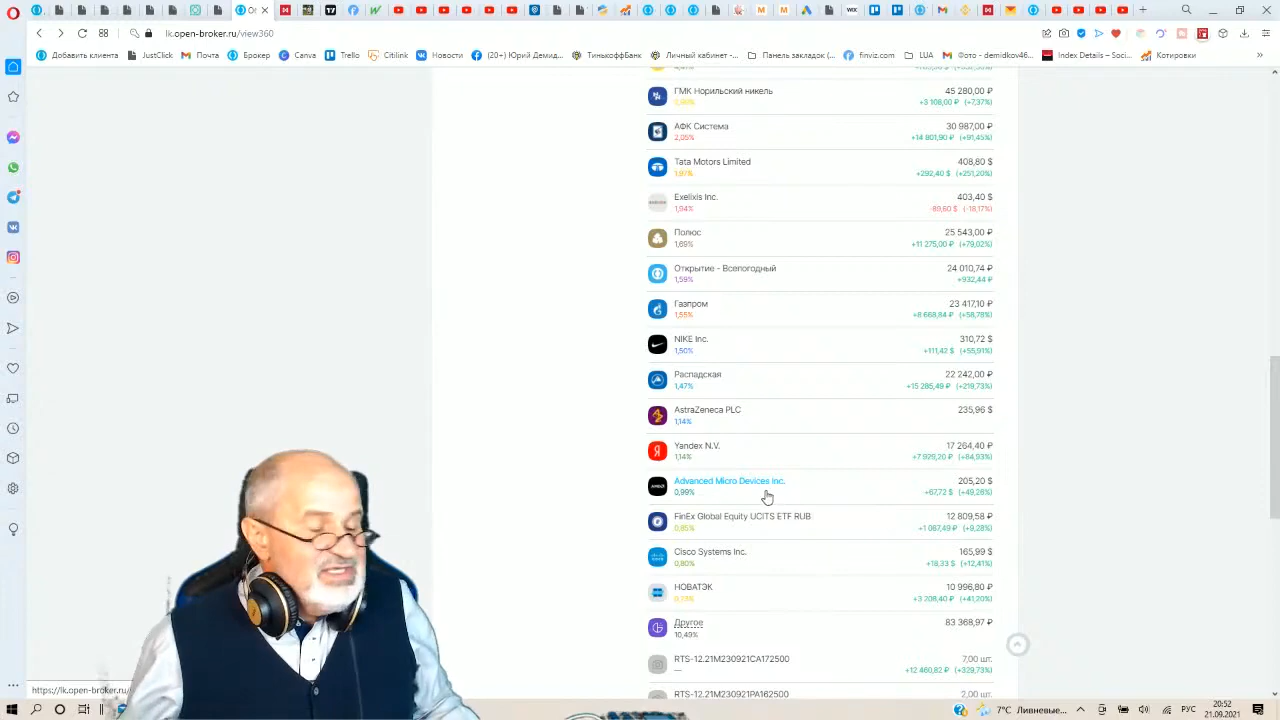 lk.open-broker.ru/view360
Добавить клиента
JustClick
Почта
Брокер
Canva
Trello
Citilink
Новости
(20+) Юрий Демид...
ТинькоффБанк
Личный кабинет -...
Панель закладок (...
finviz.com
LUA
Фото - demidkov46...
Index Details – Soci...
Котировки
ГМК Норильский никель 45 280,00 ₽
+3 108,00 ₽ (+7,37%)
АФК Система 30 987,00 ₽
2,05% +14 801,90 ₽ (+91,45%)
Tata Motors Limited 408,80 $
1,97% +292,40 $ (+251,20%)
Exelixis Inc. 403,40 $
1,94% -89,60 $ (-18,17%)
Полюс 25 543,00 ₽
1,69% +11 275,00 ₽ (+79,02%)
Открытие - Всепогодный 24 010,74 ₽
1,59% +932,44 ₽
Газпром 23 417,10 ₽
1,55% +8 668,84 ₽ (+58,78%)
NIKE Inc. 310,72 $
1,50% +111,42 $ (+55,91%)
Распадская 22 242,00 ₽
1,47% +15 285,49 ₽ (+219,73%)
AstraZeneca PLC 235,96 $
1,14%
Yandex N.V. 17 264,40 ₽
1,14% +7 929,20 ₽ (+84,93%)
Advanced Micro Devices Inc. 205,20 $
0,99% +67,72 $ (+49,26%)
FinEx Global Equity UCITS ETF RUB 12 809,58 ₽
0,85% +1 087,49 ₽ (+9,28%)
Cisco Systems Inc. 165,99 $
0,80% +18,33 $ (+12,41%)
НОВАТЭК 10 996,80 ₽
0,73% +3 208,40 ₽ (+41,20%)
Другое 83 368,97 ₽
10,49%
RTS-12.21M230921CA172500 7,00 шт.
— +12 460,82 ₽ (+329,73%)
RTS-12.21M230921PA162500 2,00 шт.
https://lk.open-broker.ru/
7°C Ливневые...
РУС
20:52
21.09.2021